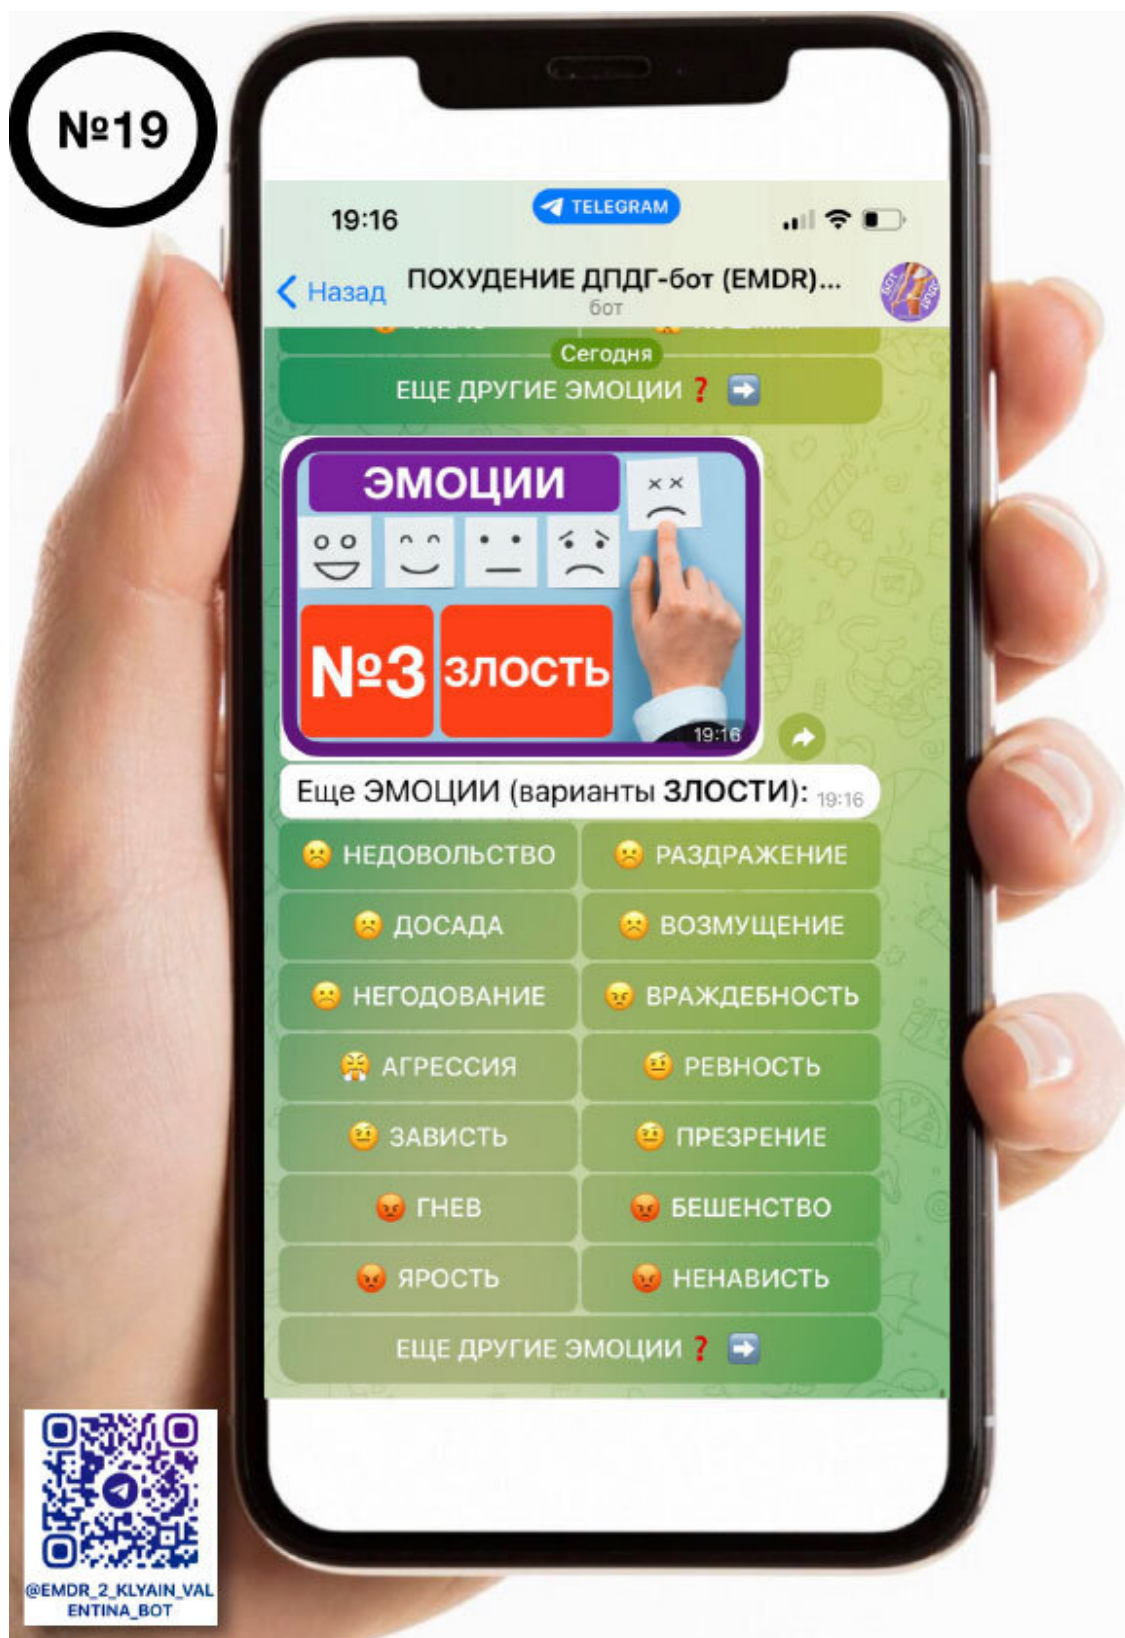 №19
19:16
TELEGRAM
Назад
ПОХУДЕНИЕ ДПДГ-бот (EMDR)...
бот
Сегодня
ЕЩЕ ДРУГИЕ ЭМОЦИИ ❓ ➡️
ЭМОЦИИ
№3 ЗЛОСТЬ
19:16
Еще ЭМОЦИИ (варианты ЗЛОСТИ): 19:16
НЕДОВОЛЬСТВО
РАЗДРАЖЕНИЕ
ДОСАДА
ВОЗМУЩЕНИЕ
НЕГОДОВАНИЕ
ВРАЖДЕБНОСТЬ
АГРЕССИЯ
РЕВНОСТЬ
ЗАВИСТЬ
ПРЕЗРЕНИЕ
ГНЕВ
БЕШЕНСТВО
ЯРОСТЬ
НЕНАВИСТЬ
ЕЩЕ ДРУГИЕ ЭМОЦИИ ❓ ➡️
@EMDR_2_KLYAIN_VAL
ENTINA_BOT